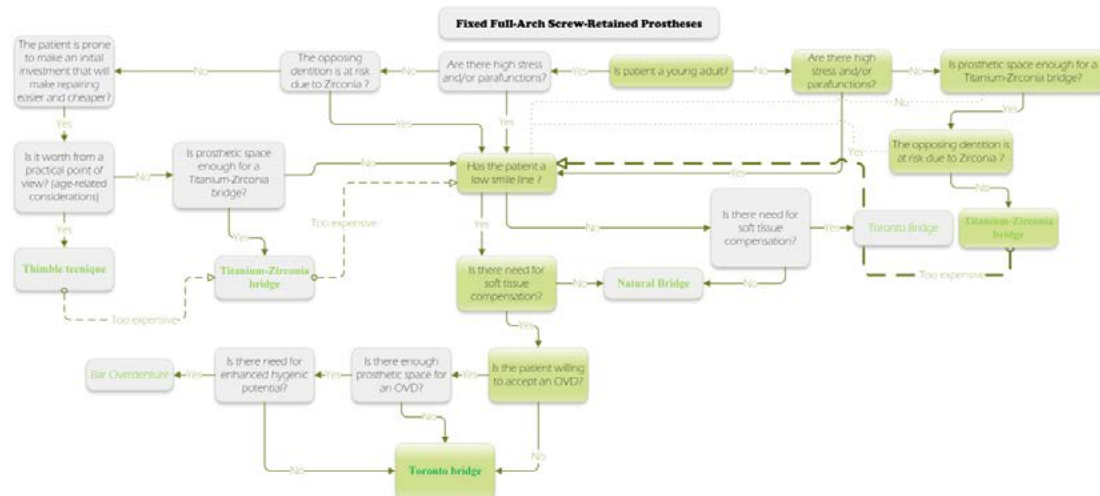 Fixed Full-Arch Screw-Retained Prostheses
The patient is prone
to make an initial
investment that will
make repairing
easier and cheaper?
No
The opposing
dentition is at risk
due to Zirconia ?
No
Are there high stress
and/or parafunctions?
Yes
Is patient a young adult?
No
Are there high
stress and/or
parafunctions?
No
Is prosthetic space enough for a
Titanium-Zirconia bridge?
No
Yes
Yes
Yes
Yes
Yes
Yes
The opposing dentition is
at risk due to Zirconia ?
Is it worth from a
practical point of
view? (age-related
considerations)
No
Is prosthetic space
enough for a
Titanium-Zirconia
bridge?
No
Has the patient a
low smile line ?
No
Yes
Yes
Too expensive
Yes
No
Is there need for
soft tissue
compensation?
Yes
Toronto Bridge
Titanium-Zirconia
bridge
Thimble tecnique
Titanium-Zirconia
bridge
Is there need for
soft tissue
compensation?
No
Natural Bridge
No
Too expensive
Too expensive
Yes
Bar Overdenture
Yes
Is there need for
enhanced hygenic
potential?
Yes
Is there enough
prosthetic space for
an OVD?
Yes
Is the patient willing
to accept an OVD?
No
No
Toronto bridge
No